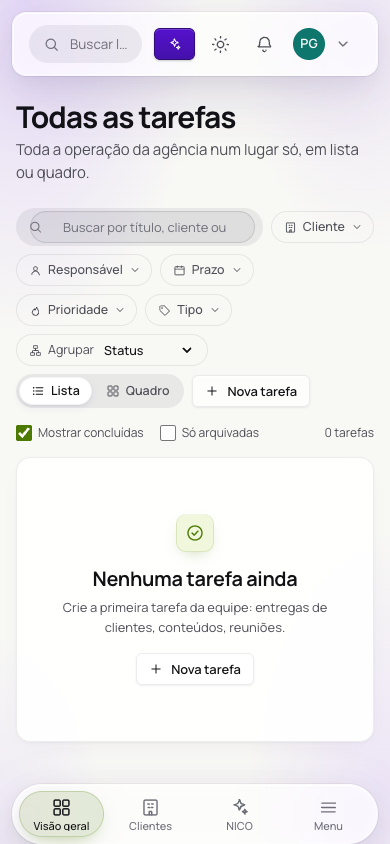 Buscar l...
PG
Todas as tarefas
Toda a operação da agência num lugar só, em lista
ou quadro.
Buscar por título, cliente ou
Cliente
Responsável
Prazo
Prioridade
Tipo
Agrupar Status
Lista
Quadro
Nova tarefa
Mostrar concluídas
Só arquivadas
0 tarefas
Nenhuma tarefa ainda
Crie a primeira tarefa da equipe: entregas de
clientes, conteúdos, reuniões.
Nova tarefa
Visão geral
Clientes
NICO
Menu